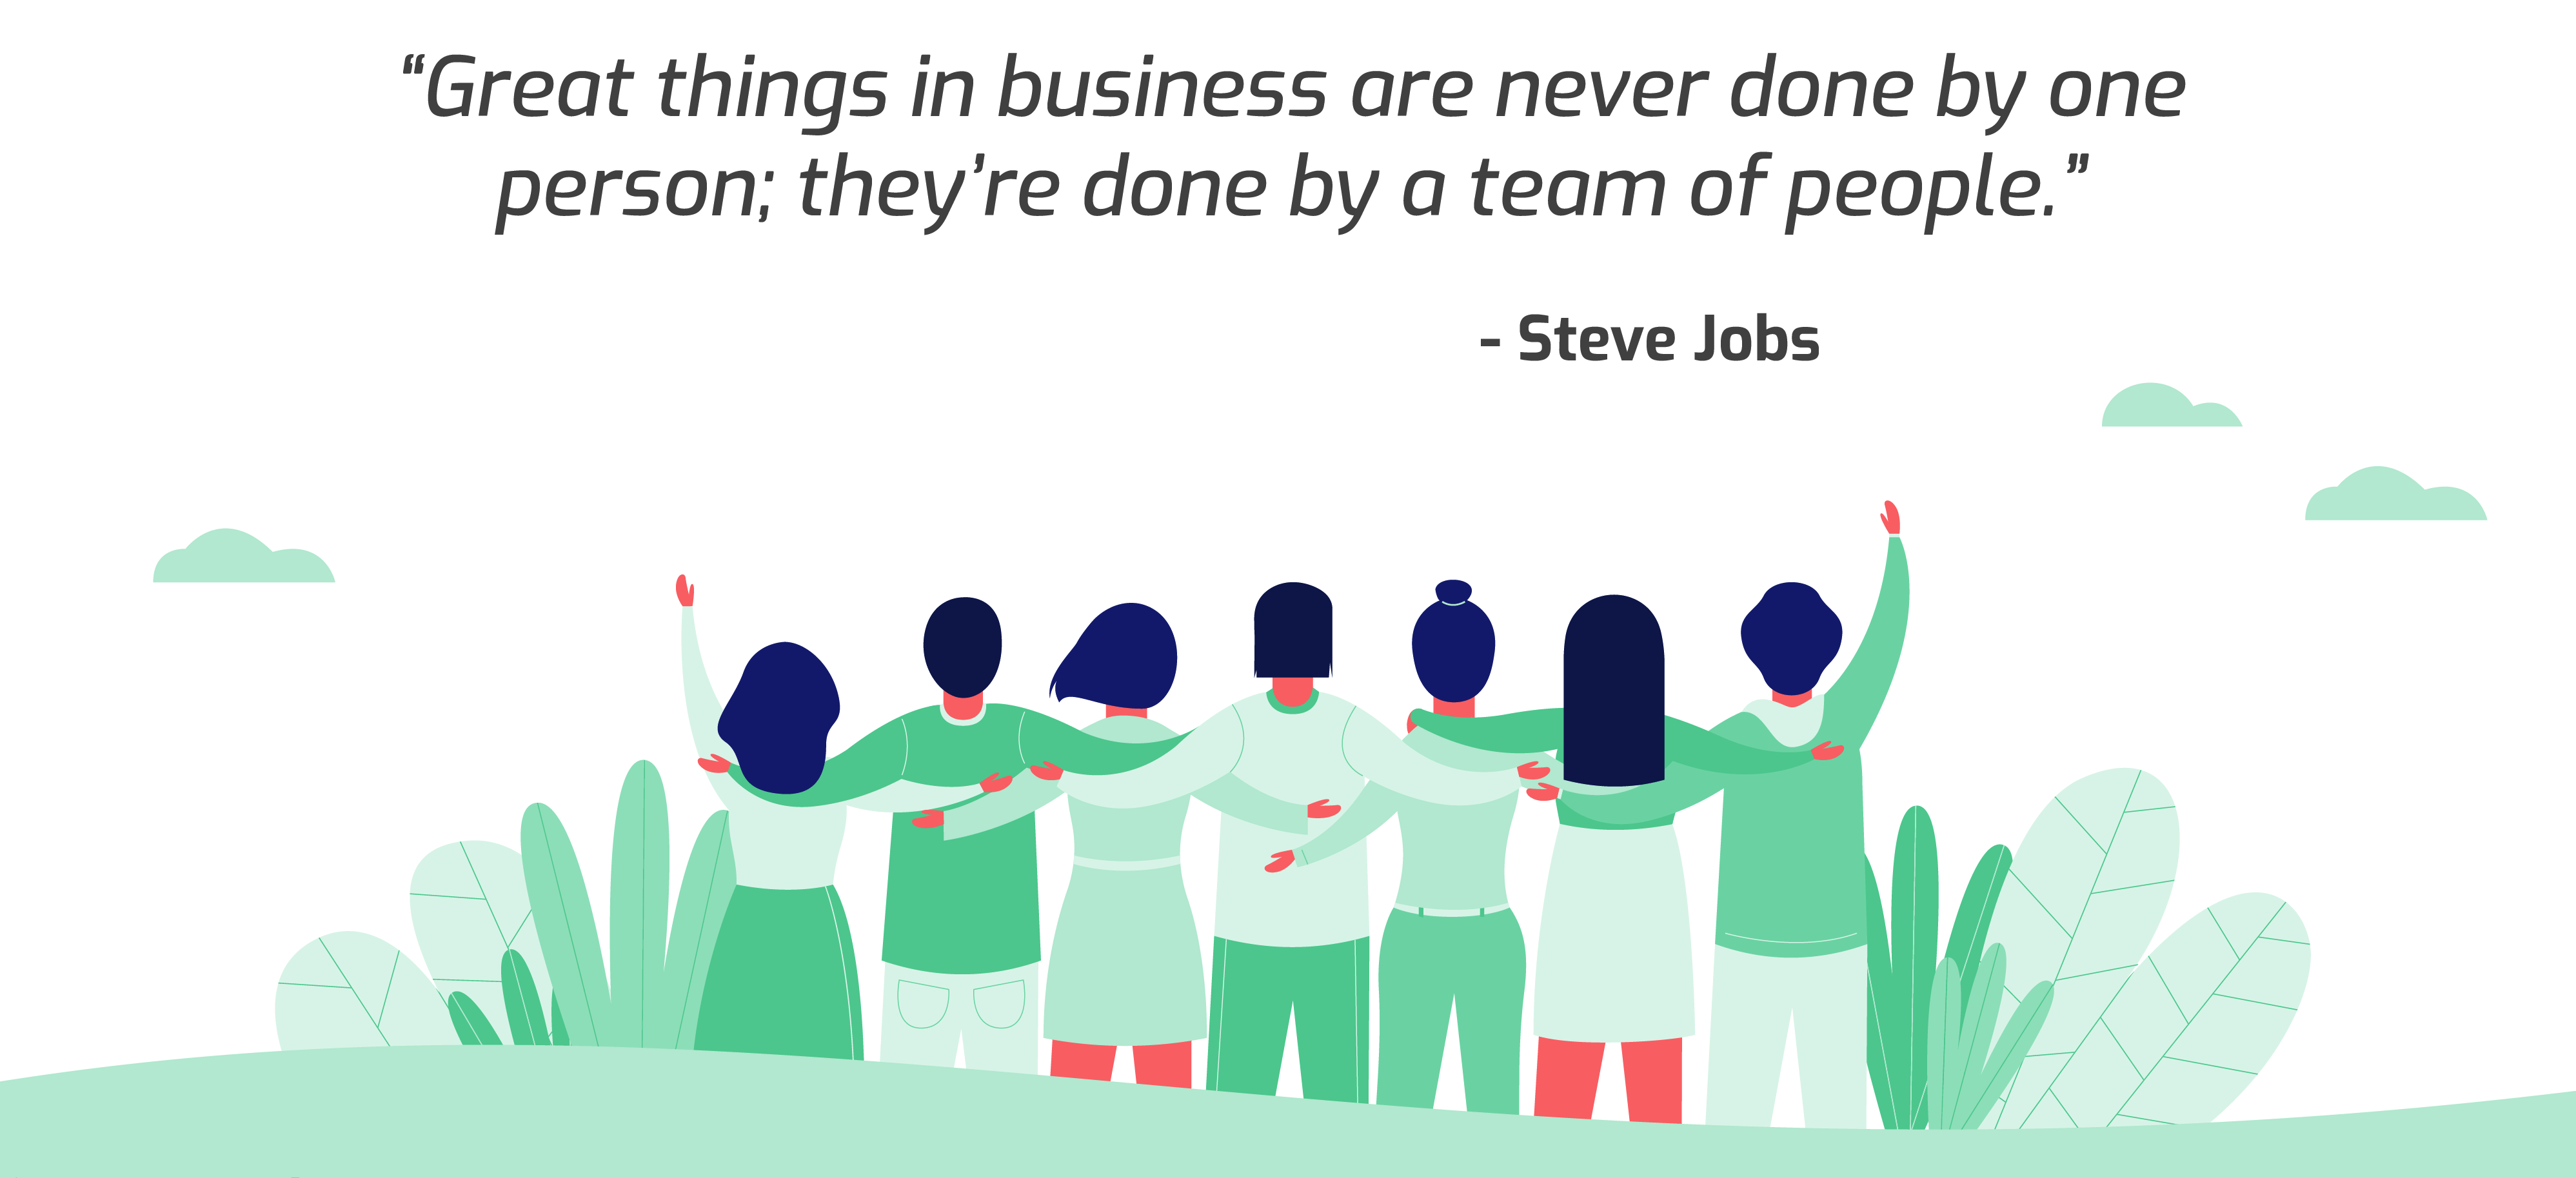 “Great things in business are never done by one
person; they’re done by a team of people.”
- Steve Jobs